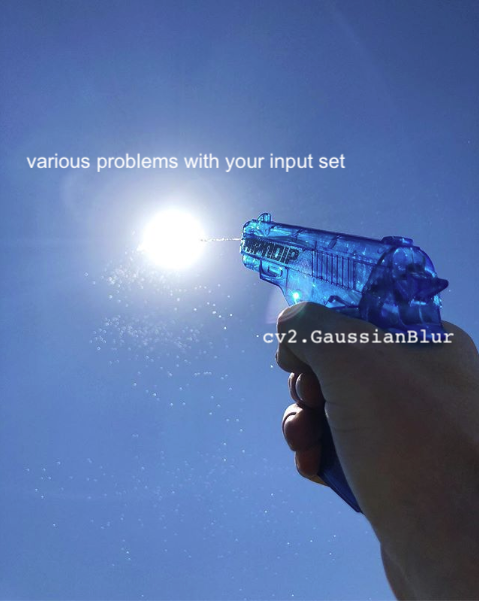 various problems with your input set
cv2.GaussianBlur